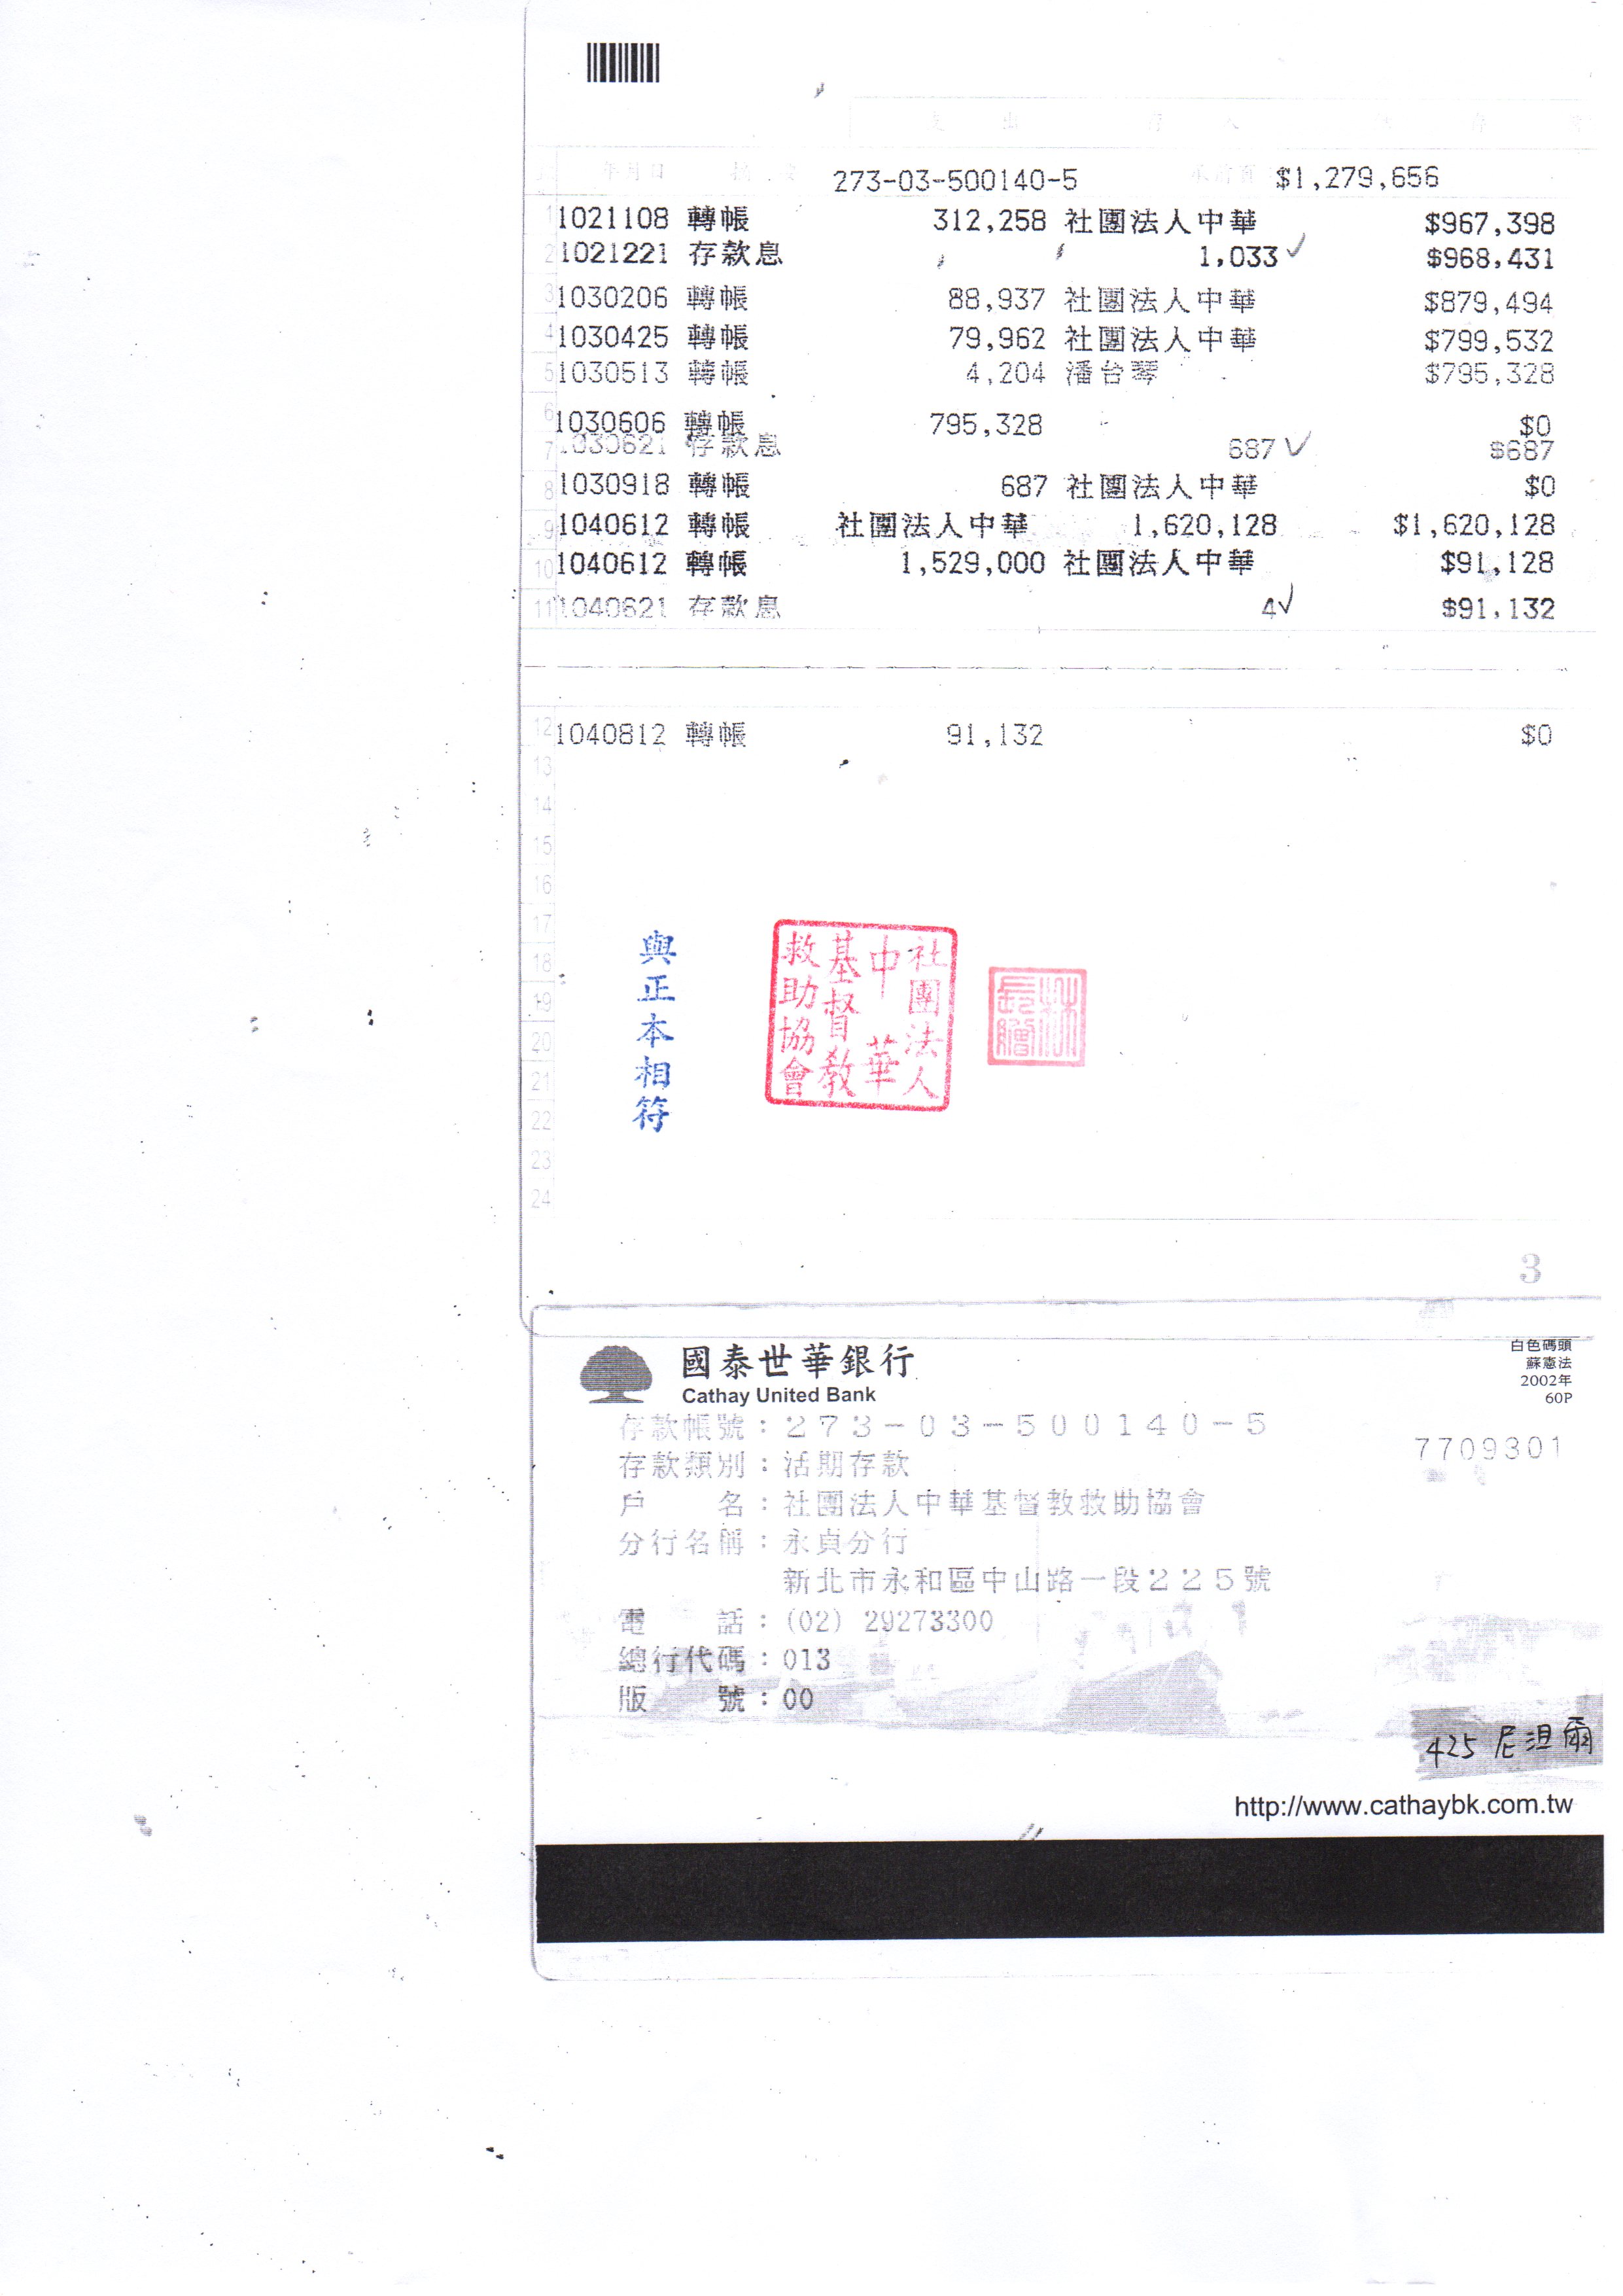 支出 存入
年月日
273-03-500140-5 承前頁 $1,279,656
1 1021108 轉帳 312,258 社團法人中華 $967,398
2 1021221 存款息 1,033 ✓ $968,431
3 1030206 轉帳 88,937 社團法人中華 $879,494
4 1030425 轉帳 79,962 社團法人中華 $799,532
5 1030513 轉帳 4,204 潘台琴 $795,328
6 1030606 轉帳 795,328 $0
7 1030621 存款息 687 ✓ $687
8 1030918 轉帳 687 社團法人中華 $0
9 1040612 轉帳 社團法人中華 1,620,128 $1,620,128
10 1040612 轉帳 1,529,000 社團法人中華 $91,128
11 1040621 存款息 4 ✓ $91,132
12 1040812 轉帳 91,132 $0
13
14
15
16
17
18
19
20
21
22
23
24
與正本相符
社團法人
中華
基督教
救助協會
林
長
3
國泰世華銀行
Cathay United Bank
白色碼頭
蘇憲法
2002年
60P
存款帳號：273-03-500140-5
7709301
存款類別：活期存款
戶名：社團法人中華基督教救助協會
分行名稱：永貞分行
新北市永和區中山路一段225號
電話：(02) 29273300
總行代碼：013
版號：00
425 尼泊爾
http://www.cathaybk.com.tw